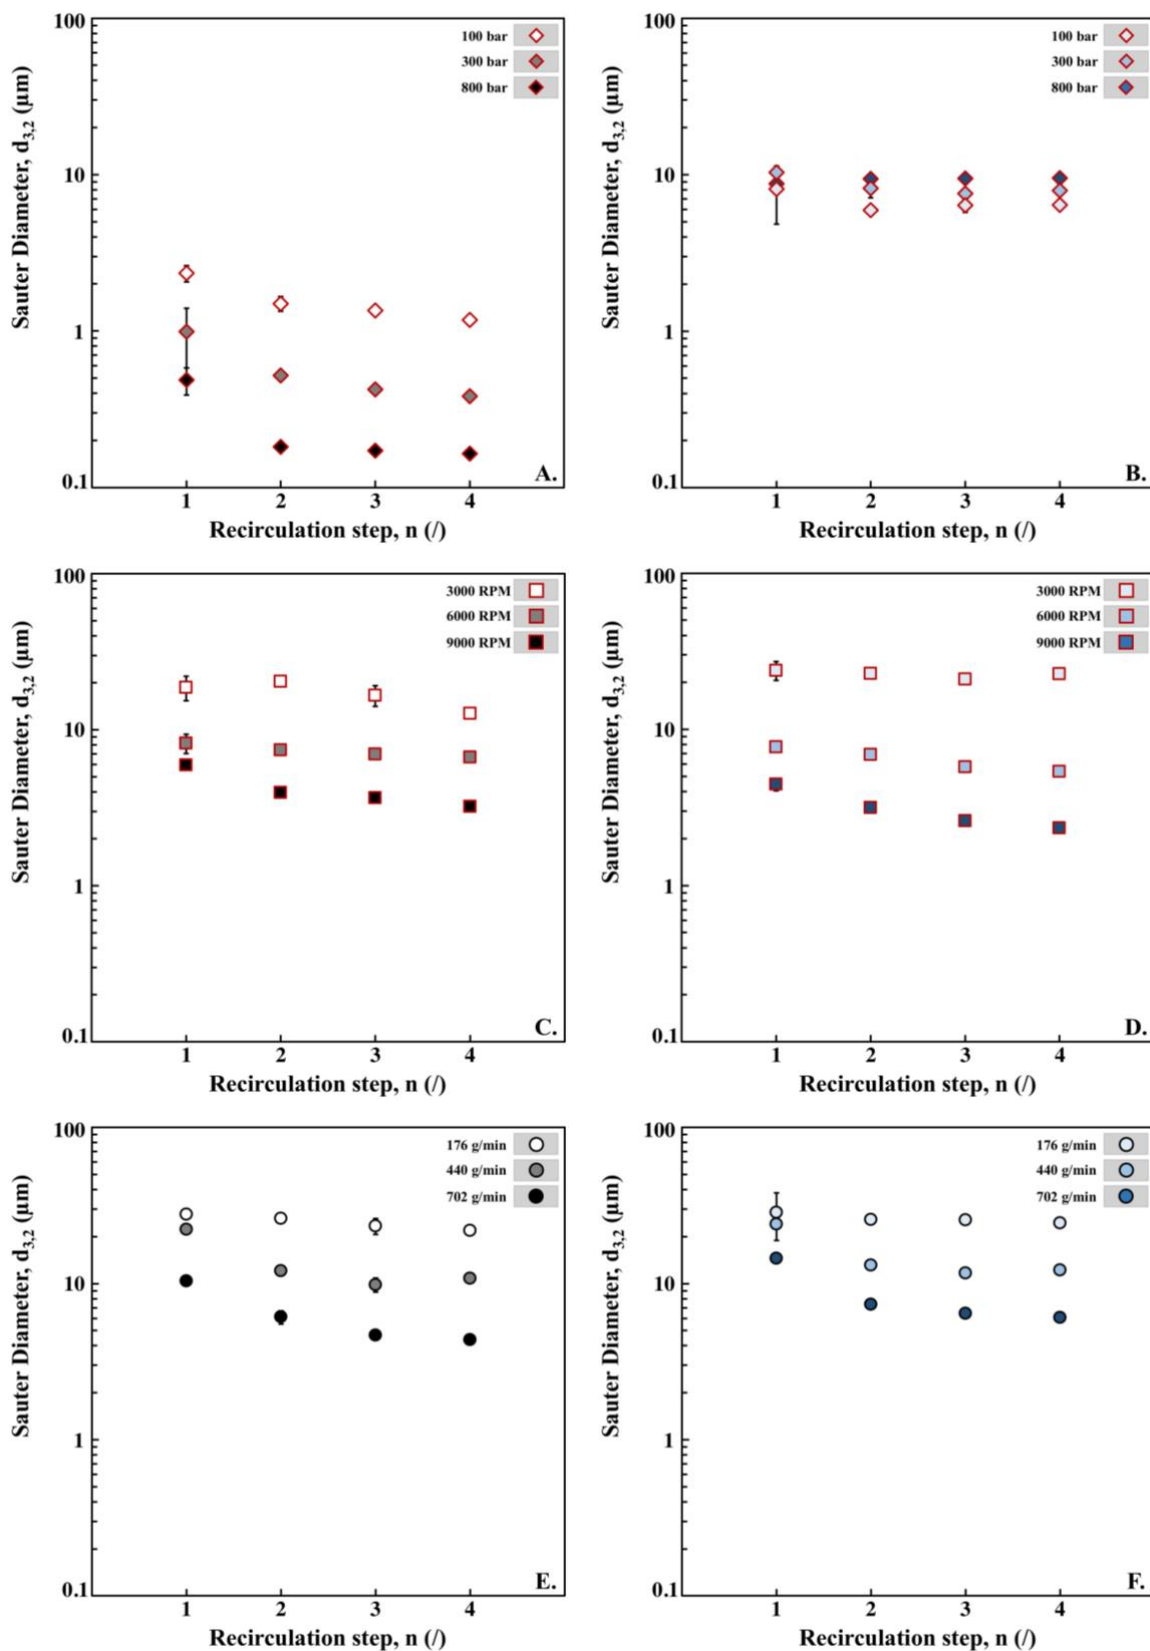 100
100 bar
300 bar
800 bar
10
1
0.1
Sauter Diameter, d3,2 (μm)
1 2 3 4
Recirculation step, n (/)
A.
100
100 bar
300 bar
800 bar
10
1
0.1
Sauter Diameter, d3,2 (μm)
1 2 3 4
Recirculation step, n (/)
B.
100
3000 RPM
6000 RPM
9000 RPM
10
1
0.1
Sauter Diameter, d3,2 (μm)
1 2 3 4
Recirculation step, n (/)
C.
100
3000 RPM
6000 RPM
9000 RPM
10
1
0.1
Sauter Diameter, d3,2 (μm)
1 2 3 4
Recirculation step, n (/)
D.
100
176 g/min
440 g/min
702 g/min
10
1
0.1
Sauter Diameter, d3,2 (μm)
1 2 3 4
Recirculation step, n (/)
E.
100
176 g/min
440 g/min
702 g/min
10
1
0.1
Sauter Diameter, d3,2 (μm)
1 2 3 4
Recirculation step, n (/)
F.